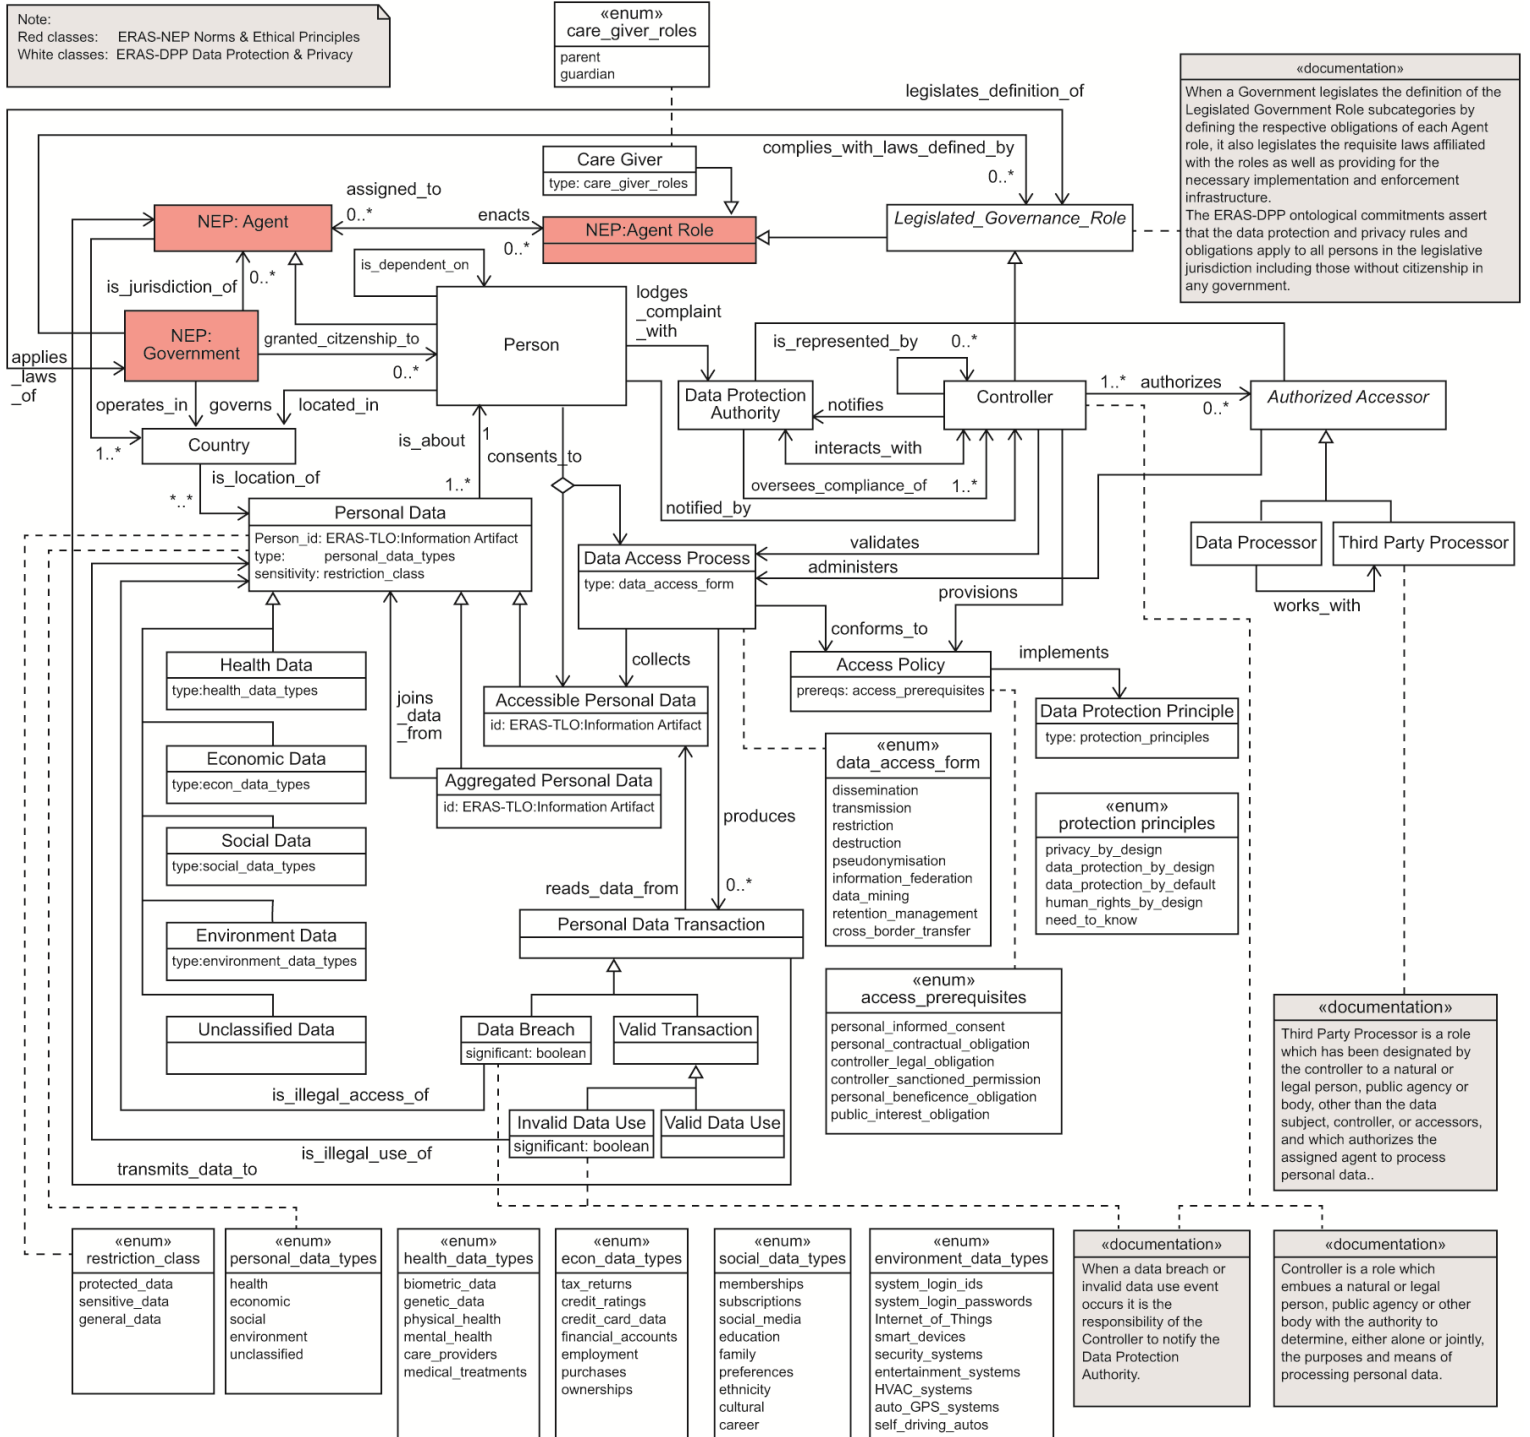 Note:
Red classes: ERAS-NEP Norms & Ethical Principles
White classes: ERAS-DPP Data Protection & Privacy
«enum»
care_giver_roles
parent
guardian
legislates_definition_of
«documentation»
When a Government legislates the definition of the
Legislated Government Role subcategories by
defining the respective obligations of each Agent
role, it also legislates the requisite laws affiliated
with the roles as well as providing for the
necessary implementation and enforcement
infrastructure.
The ERAS-DPP ontological commitments assert
that the data protection and privacy rules and
obligations apply to all persons in the legislative
jurisdiction including those without citizenship in
any government.
complies_with_laws_defined_by
0..*
Care Giver
type: care_giver_roles
assigned_to
0..*
enacts
0..*
NEP: Agent
NEP:Agent Role
Legislated_Governance_Role
is_dependent_on
is_jurisdiction_of
0..*
NEP:
Government
granted_citzenship_to
0..*
Person
lodges
_complaint
_with
is_represented_by
0..*
applies
_laws
_of
operates_in
governs
located_in
Data Protection
Authority
notifies
Controller
1..*
authorizes
0..*
Authorized Accessor
Country
1..*
is_about
1
consents_to
interacts_with
is_location_of
*..*
1..*
oversees_compliance_of
1..*
notified_by
Personal Data
Person_id: ERAS-TLO:Information Artifact
type: personal_data_types
sensitivity: restriction_class
Data Access Process
type: data_access_form
validates
administers
provisions
Data Processor
Third Party Processor
works_with
conforms_to
collects
implements
Health Data
type:health_data_types
Access Policy
prereqs: access_prerequisites
joins
_data
_from
Accessible Personal Data
id: ERAS-TLO:Information Artifact
Data Protection Principle
type: protection_principles
Economic Data
type:econ_data_types
Aggregated Personal Data
id: ERAS-TLO:Information Artifact
«enum»
data_access_form
dissemination
transmission
restriction
destruction
pseudonymisation
information_federation
data_mining
retention_management
cross_border_transfer
«enum»
protection principles
privacy_by_design
data_protection_by_design
data_protection_by_default
human_rights_by_design
need_to_know
Social Data
type:social_data_types
produces
0..*
reads_data_from
Personal Data Transaction
Environment Data
type:environment_data_types
«enum»
access_prerequisites
personal_informed_consent
personal_contractual_obligation
controller_legal_obligation
controller_sanctioned_permission
personal_beneficence_obligation
public_interest_obligation
«documentation»
Third Party Processor is a role
which has been designated by
the controller to a natural or
legal person, public agency or
body, other than the data
subject, controller, or accessors,
and which authorizes the
assigned agent to process
personal data..
Unclassified Data
Data Breach
significant: boolean
Valid Transaction
is_illegal_access_of
Invalid Data Use
significant: boolean
Valid Data Use
is_illegal_use_of
transmits_data_to
«enum»
restriction_class
protected_data
sensitive_data
general_data
«enum»
personal_data_types
health
economic
social
environment
unclassified
«enum»
health_data_types
biometric_data
genetic_data
physical_health
mental_health
care_providers
medical_treatments
«enum»
econ_data_types
tax_returns
credit_ratings
credit_card_data
financial_accounts
employment
purchases
ownerships
«enum»
social_data_types
memberships
subscriptions
social_media
education
family
preferences
ethnicity
cultural
career
«enum»
environment_data_types
system_login_ids
system_login_passwords
Internet_of_Things
smart_devices
security_systems
entertainment_systems
HVAC_systems
auto_GPS_systems
self_driving_autos
«documentation»
When a data breach or
invalid data use event
occurs it is the
responsibility of the
Controller to notify the
Data Protection
Authority.
«documentation»
Controller is a role which
embues a natural or legal
person, public agency or other
body with the authority to
determine, either alone or jointly,
the purposes and means of
processing personal data.